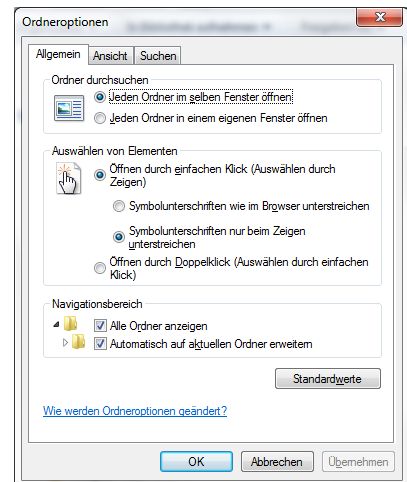 Ordneroptionen
Allgemein Ansicht Suchen
Ordner durchsuchen
Jeden Ordner im selben Fenster öffnen
Jeden Ordner in einem eigenen Fenster öffnen
Auswählen von Elementen
Öffnen durch einfachen Klick (Auswählen durch
Zeigen)
Symbolunterschriften wie im Browser unterstreichen
Symbolunterschriften nur beim Zeigen
unterstreichen
Öffnen durch Doppelklick (Auswählen durch einfachen
Klick)
Navigationsbereich
Alle Ordner anzeigen
Automatisch auf aktuellen Ordner erweitern
Standardwerte
Wie werden Ordneroptionen geändert?
OK Abbrechen Übernehmen